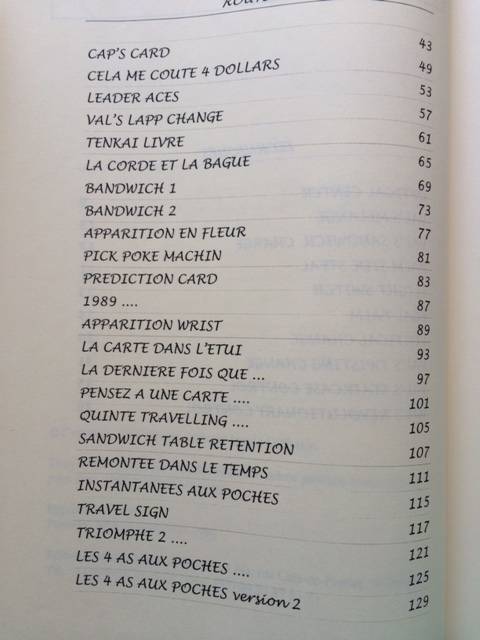 CAP'S CARD 43
CELA ME COUTE 4 DOLLARS 49
LEADER ACES 53
VAL'S LAPP CHANGE 57
TENKAI LIVRE 61
LA CORDE ET LA BAGUE 65
BANDWICH 1 69
BANDWICH 2 73
APPARITION EN FLEUR 77
PICK POKE MACHIN 81
PREDICTION CARD 83
1989 .... 87
APPARITION WRIST 89
LA CARTE DANS L'ETUI 93
LA DERNIERE FOIS QUE ... 97
PENSEZ A UNE CARTE .... 101
QUINTE TRAVELLING .... 105
SANDWICH TABLE RETENTION 107
REMONTEE DANS LE TEMPS 111
INSTANTANEES AUX POCHES 115
TRAVEL SIGN 117
TRIOMPHE 2 .... 121
LES 4 AS AUX POCHES .... 125
LES 4 AS AUX POCHES version 2 129